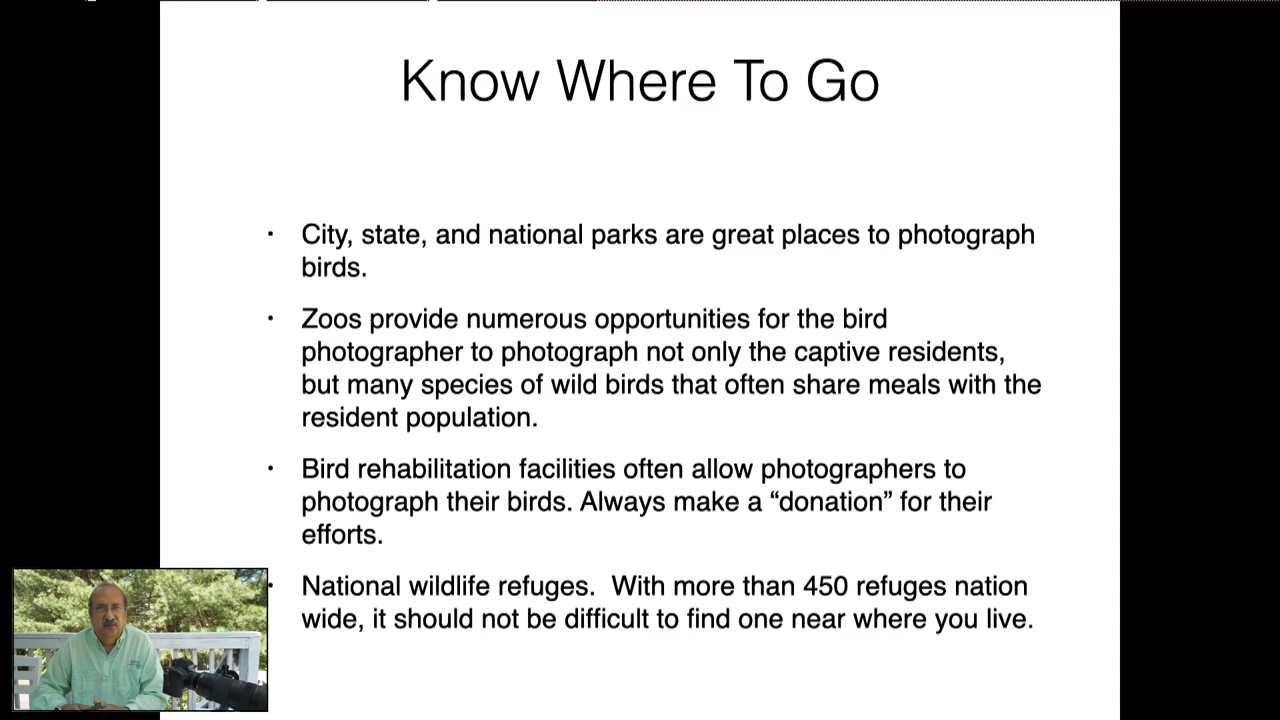 Know Where To Go
• City, state, and national parks are great places to photograph
birds.
• Zoos provide numerous opportunities for the bird
photographer to photograph not only the captive residents,
but many species of wild birds that often share meals with the
resident population.
• Bird rehabilitation facilities often allow photographers to
photograph their birds. Always make a “donation” for their
efforts.
• National wildlife refuges.  With more than 450 refuges nation
wide, it should not be difficult to find one near where you live.